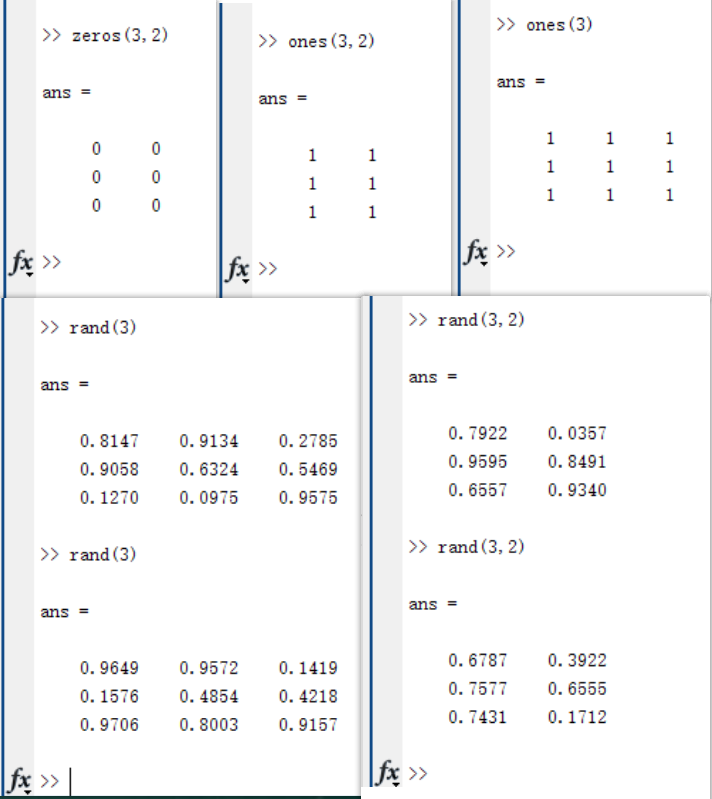 >> zeros(3,2)
ans =
0 0
0 0
0 0
fx >>
>> ones(3,2)
ans =
1 1
1 1
1 1
fx >>
>> ones(3)
ans =
1 1 1
1 1 1
1 1 1
fx >>
>> rand(3)
ans =
0.8147 0.9134 0.2785
0.9058 0.6324 0.5469
0.1270 0.0975 0.9575
>> rand(3)
ans =
0.9649 0.9572 0.1419
0.1576 0.4854 0.4218
0.9706 0.8003 0.9157
fx >>
>> rand(3,2)
ans =
0.7922 0.0357
0.9595 0.8491
0.6557 0.9340
>> rand(3,2)
ans =
0.6787 0.3922
0.7577 0.6555
0.7431 0.1712
fx >>